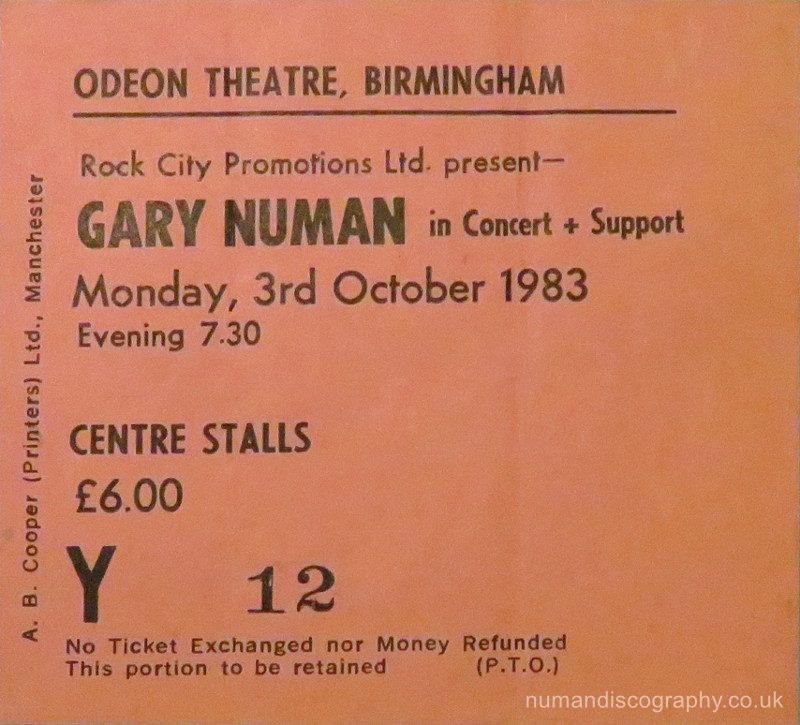 ODEON THEATRE, BIRMINGHAM
Rock City Promotions Ltd. present—
GARY NUMAN in Concert + Support
Monday, 3rd October 1983
Evening 7.30
CENTRE STALLS
£6.00
Y 12
No Ticket Exchanged nor Money Refunded
This portion to be retained (P.T.O.)
A. B. Cooper (Printers) Ltd., Manchester
numandiscography.co.uk